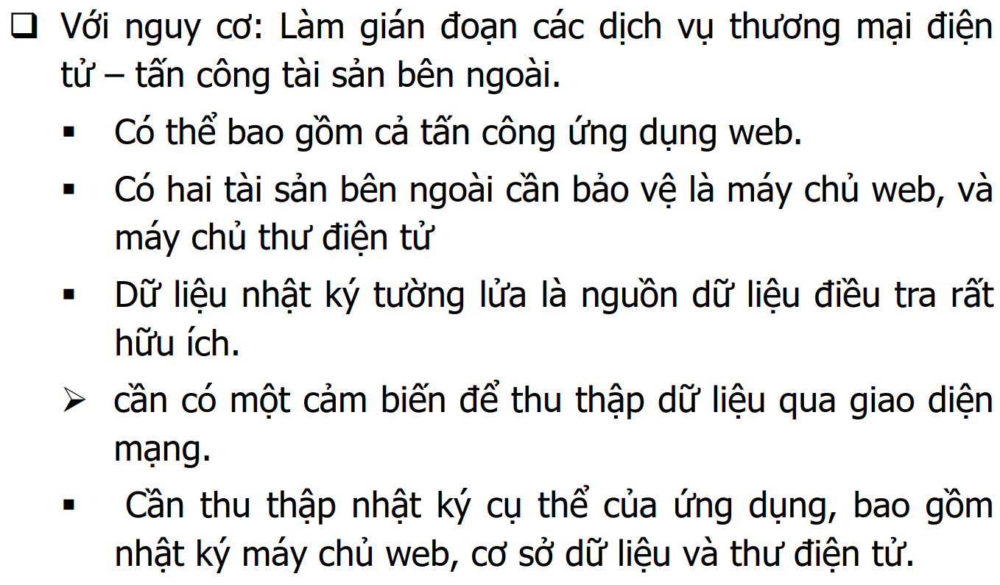 ❑ Với nguy cơ: Làm gián đoạn các dịch vụ thương mại điện
tử – tấn công tài sản bên ngoài.
▪ Có thể bao gồm cả tấn công ứng dụng web.
▪ Có hai tài sản bên ngoài cần bảo vệ là máy chủ web, và
máy chủ thư điện tử
▪ Dữ liệu nhật ký tường lửa là nguồn dữ liệu điều tra rất
hữu ích.
➢ cần có một cảm biến để thu thập dữ liệu qua giao diện
mạng.
▪ Cần thu thập nhật ký cụ thể của ứng dụng, bao gồm
nhật ký máy chủ web, cơ sở dữ liệu và thư điện tử.